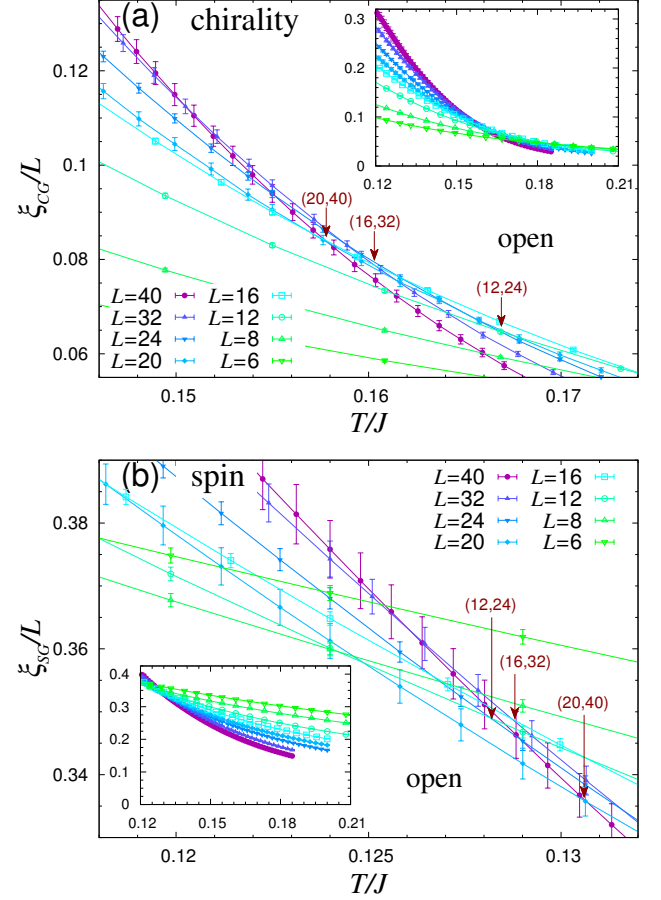 (a) chirality
0.12
0.1
0.08
0.06
ξCG/L
0.3
0.2
0.1
0
0.12 0.15 0.18 0.21
(20,40)
(16,32)
(12,24)
open
L=40 L=16
L=32 L=12
L=24 L=8
L=20 L=6
0.15 0.16 0.17
T/J
(b) spin
0.38
0.36
0.34
ξSG/L
L=40 L=16
L=32 L=12
L=24 L=8
L=20 L=6
(12,24)
(16,32)
(20,40)
0.4
0.3
0.2
0.1
0
0.12 0.15 0.18 0.21
open
0.12 0.125 0.13
T/J